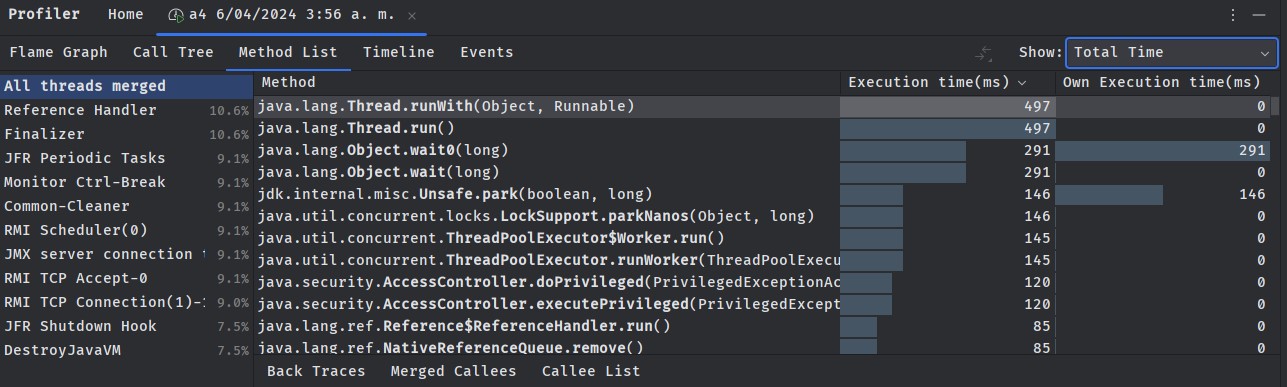 Profiler Home a4 6/04/2024 3:56 a. m.
Flame Graph Call Tree Method List Timeline Events Show: Total Time
All threads merged Method Execution time(ms) Own Execution time(ms)
Reference Handler 10.6% java.lang.Thread.runWith(Object, Runnable) 497 0
Finalizer 10.6% java.lang.Thread.run() 497 0
JFR Periodic Tasks 9.1% java.lang.Object.wait0(long) 291 291
Monitor Ctrl-Break 9.1% java.lang.Object.wait(long) 291 0
Common-Cleaner 9.1% jdk.internal.misc.Unsafe.park(boolean, long) 146 146
RMI Scheduler(0) 9.1% java.util.concurrent.locks.LockSupport.parkNanos(Object, long) 146 0
JMX server connection 9.1% java.util.concurrent.ThreadPoolExecutor$Worker.run() 145 0
RMI TCP Accept-0 9.1% java.util.concurrent.ThreadPoolExecutor.runWorker(ThreadPoolExecu 145 0
RMI TCP Connection(1)- 9.0% java.security.AccessController.doPrivileged(PrivilegedExceptionAc 120 0
JFR Shutdown Hook 7.5% java.security.AccessController.executePrivileged(PrivilegedExcept 120 0
DestroyJavaVM 7.5% java.lang.ref.Reference$ReferenceHandler.run() 85 0
java.lang.ref.NativeReferenceQueue.remove() 85 0
Back Traces Merged Callees Callee List